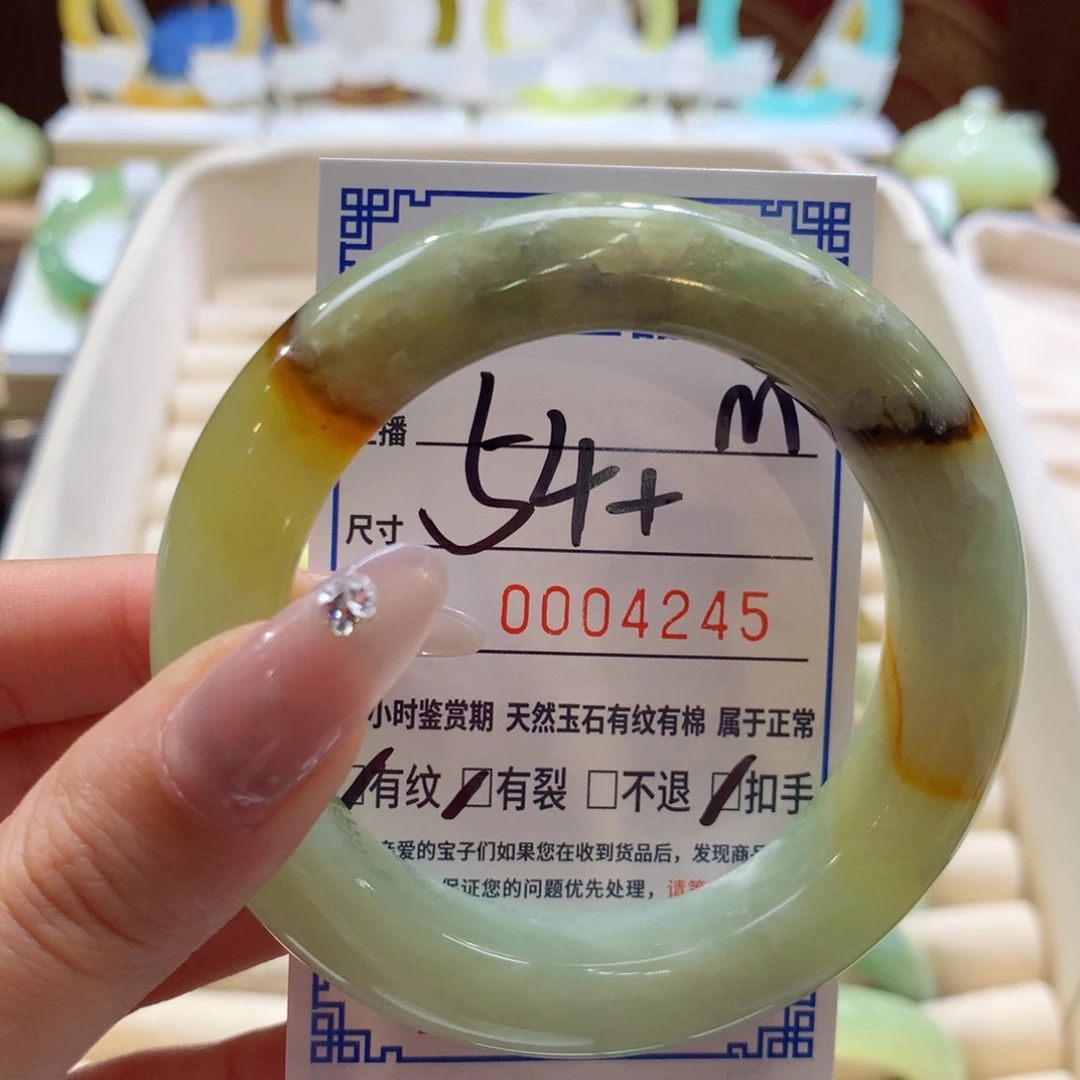 播 M
尺寸 54+
0004245
小时鉴赏期 天然玉石有纹有棉 属于正常
有纹 有裂 □不退 扣手
亲爱的宝子们如果您在收到货品后，发现商品
保证您的问题优先处理，请第